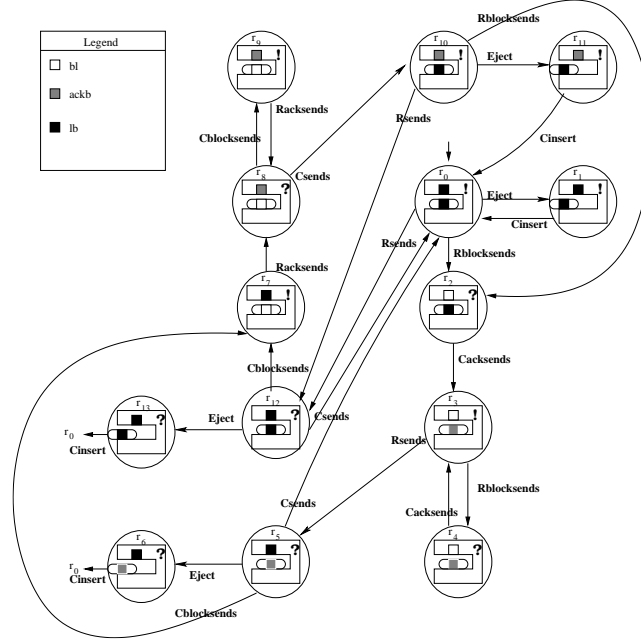 Rblocksends
r10
r11
r9
Legend
!
!
!
bl
Eject
ackb
Racksends
lb
Rsends
Cblocksends
Cinsert
Csends
r8
r0
r1
?
!
!
Eject
Rsends
Cinsert
Rblocksends
Racksends
r7
r2
!
?
Cacksends
Cblocksends
r12
r3
r13
?
Csends
!
?
Eject
r0
Rsends
Cinsert
Rblocksends
Csends
Cacksends
r6
r5
r4
?
?
?
r0
Cinsert
Eject
Cblocksends